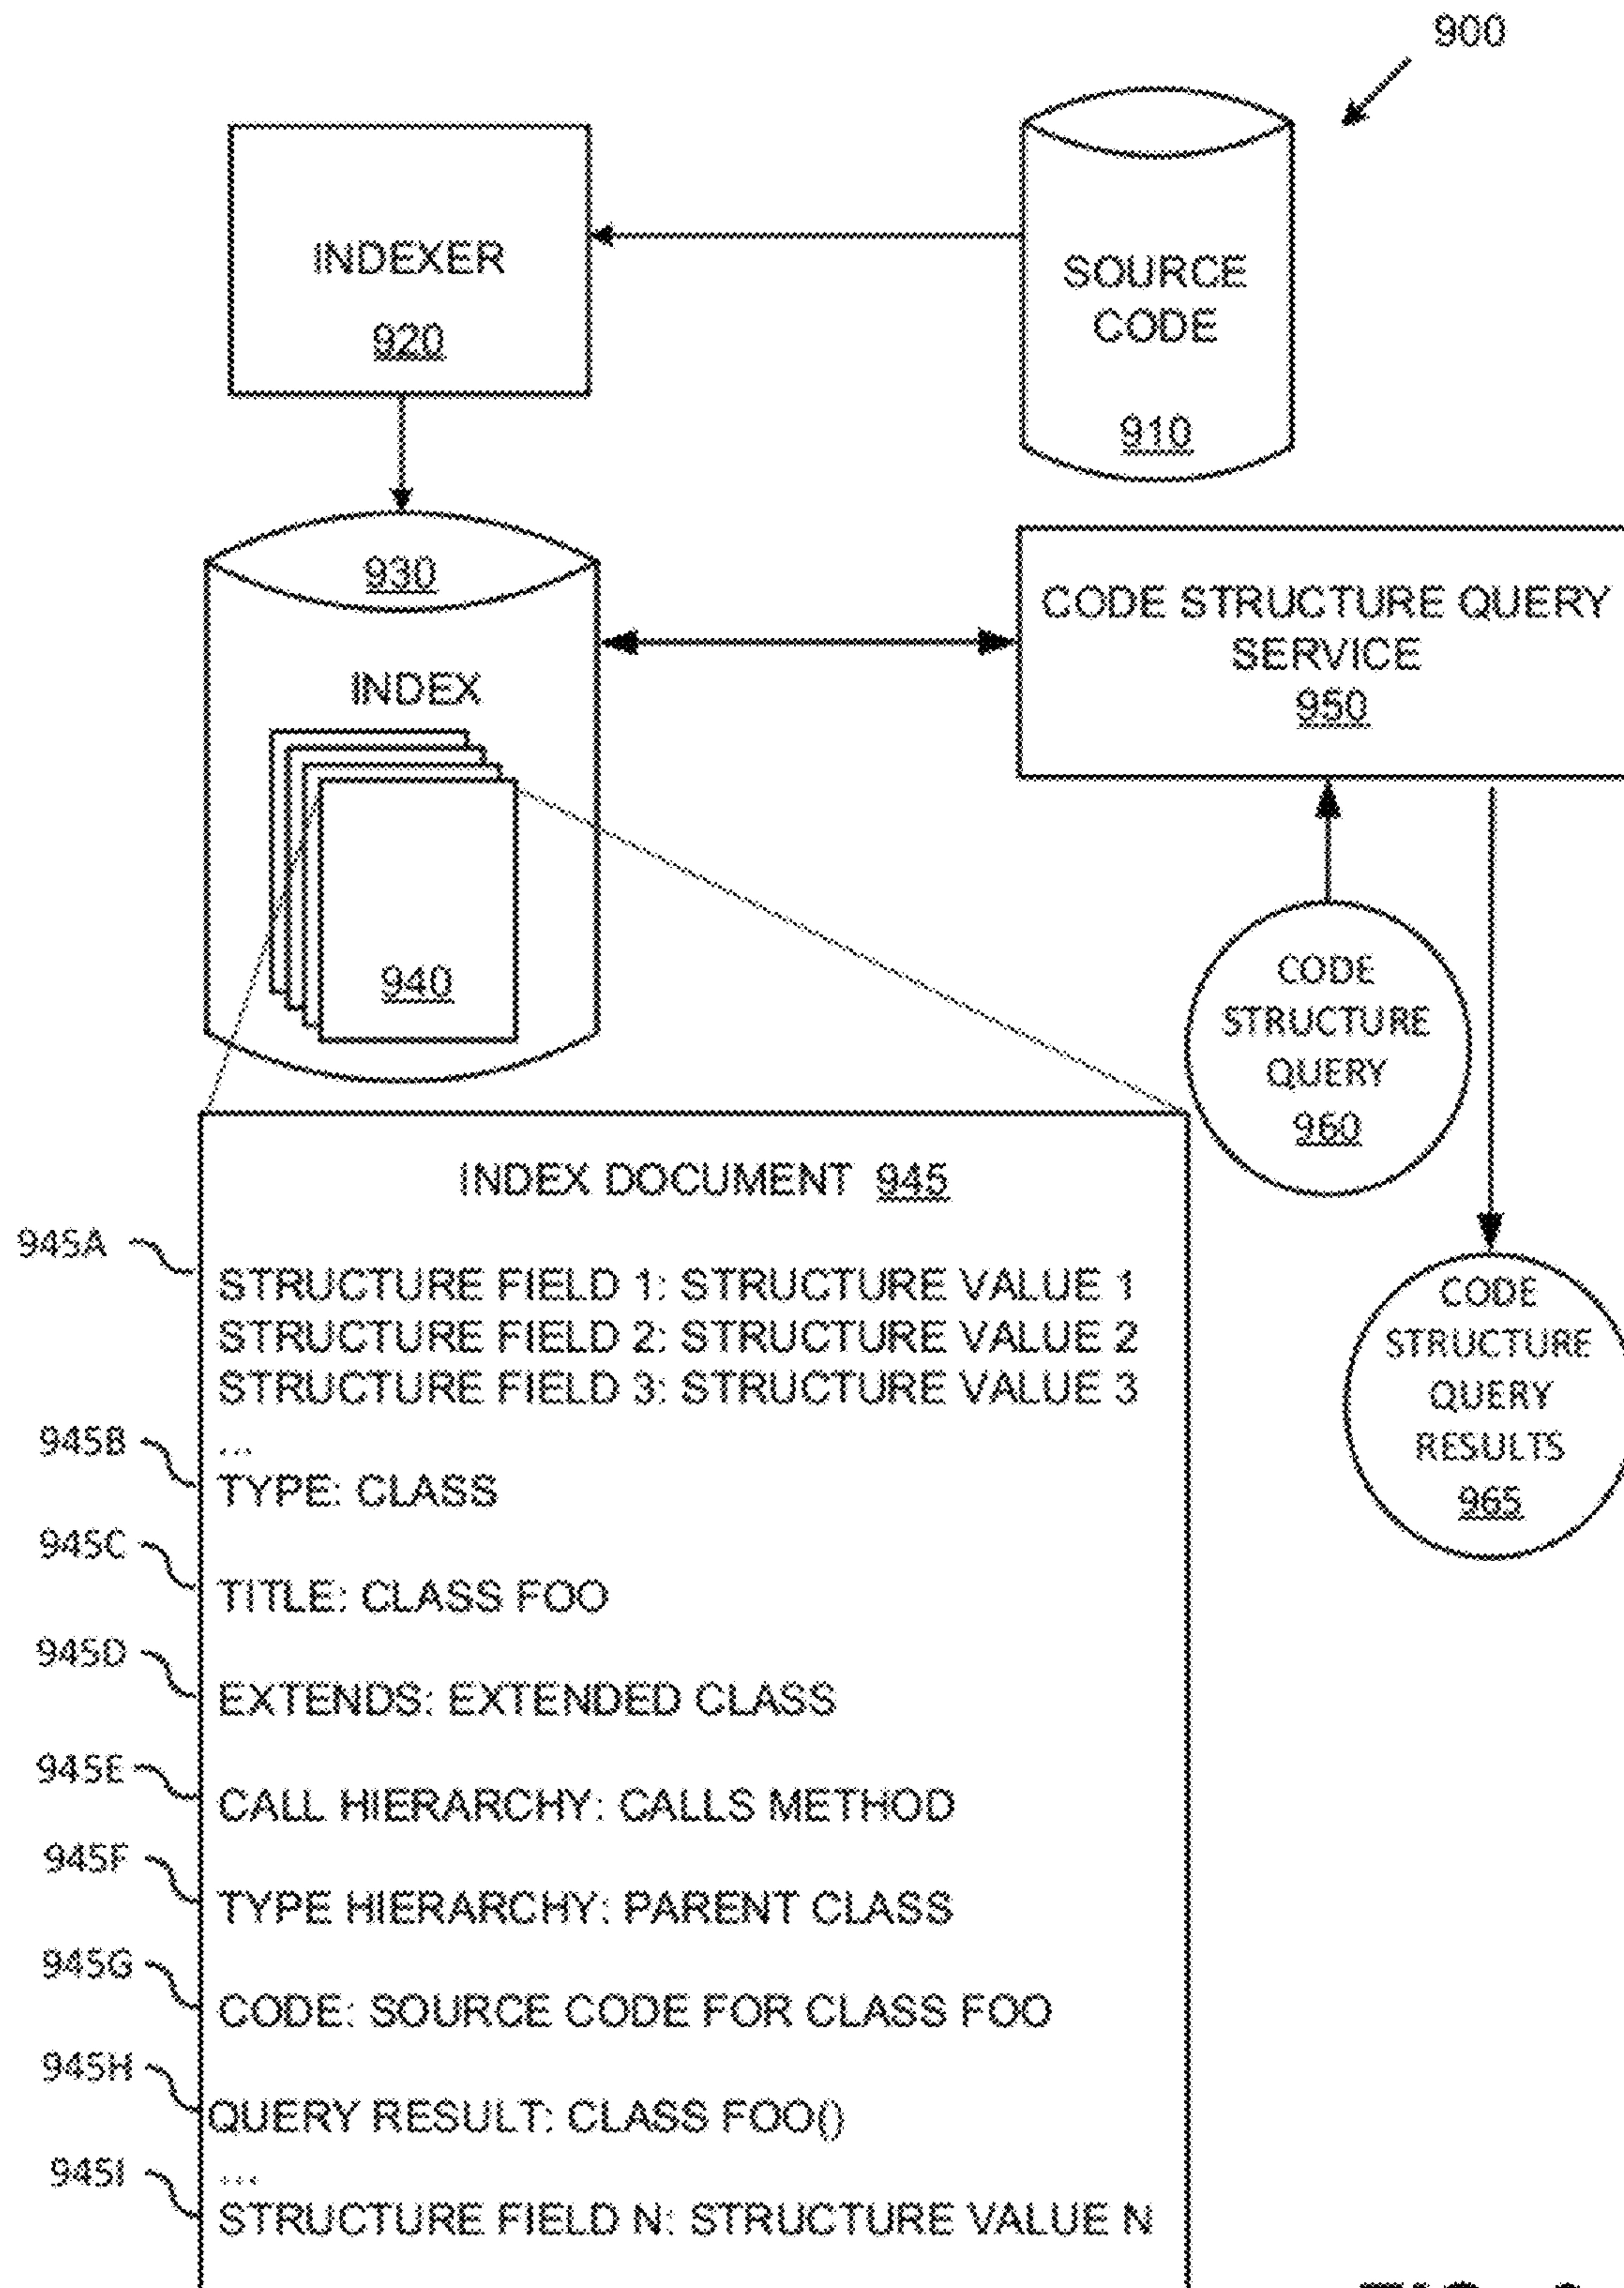 900
INDEXER
920
SOURCE
CODE
910
930
INDEX
940
CODE STRUCTURE QUERY
SERVICE
950
CODE
STRUCTURE
QUERY
960
CODE
STRUCTURE
QUERY
RESULTS
965
INDEX DOCUMENT 945
945A
STRUCTURE FIELD 1: STRUCTURE VALUE 1
STRUCTURE FIELD 2: STRUCTURE VALUE 2
STRUCTURE FIELD 3: STRUCTURE VALUE 3
...
945B
TYPE: CLASS
945C
TITLE: CLASS FOO
945D
EXTENDS: EXTENDED CLASS
945E
CALL HIERARCHY: CALLS METHOD
945F
TYPE HIERARCHY: PARENT CLASS
945G
CODE: SOURCE CODE FOR CLASS FOO
945H
QUERY RESULT: CLASS FOO()
...
945I
STRUCTURE FIELD N: STRUCTURE VALUE N